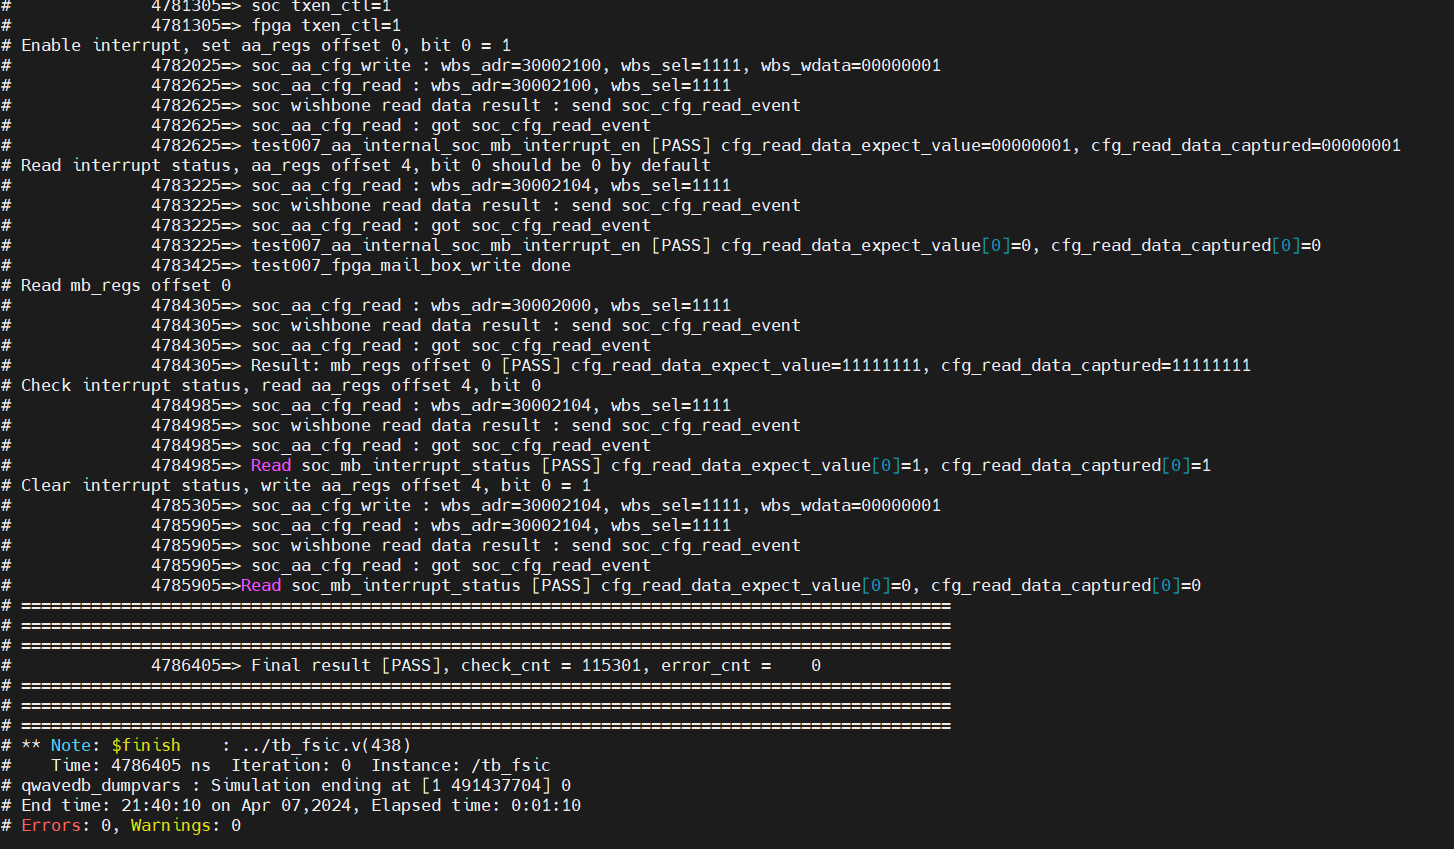 #              4781305=> soc txen_ctl=1
#              4781305=> fpga txen_ctl=1
# Enable interrupt, set aa_regs offset 0, bit 0 = 1
#              4782025=> soc_aa_cfg_write : wbs_adr=30002100, wbs_sel=1111, wbs_wdata=00000001
#              4782625=> soc_aa_cfg_read : wbs_adr=30002100, wbs_sel=1111
#              4782625=> soc wishbone read data result : send soc_cfg_read_event
#              4782625=> soc_aa_cfg_read : got soc_cfg_read_event
#              4782625=> test007_aa_internal_soc_mb_interrupt_en [PASS] cfg_read_data_expect_value=00000001, cfg_read_data_captured=00000001
# Read interrupt status, aa_regs offset 4, bit 0 should be 0 by default
#              4783225=> soc_aa_cfg_read : wbs_adr=30002104, wbs_sel=1111
#              4783225=> soc wishbone read data result : send soc_cfg_read_event
#              4783225=> soc_aa_cfg_read : got soc_cfg_read_event
#              4783225=> test007_aa_internal_soc_mb_interrupt_en [PASS] cfg_read_data_expect_value[0]=0, cfg_read_data_captured[0]=0
#              4783425=> test007_fpga_mail_box_write done
# Read mb_regs offset 0
#              4784305=> soc_aa_cfg_read : wbs_adr=30002000, wbs_sel=1111
#              4784305=> soc wishbone read data result : send soc_cfg_read_event
#              4784305=> soc_aa_cfg_read : got soc_cfg_read_event
#              4784305=> Result: mb_regs offset 0 [PASS] cfg_read_data_expect_value=11111111, cfg_read_data_captured=11111111
# Check interrupt status, read aa_regs offset 4, bit 0
#              4784985=> soc_aa_cfg_read : wbs_adr=30002104, wbs_sel=1111
#              4784985=> soc wishbone read data result : send soc_cfg_read_event
#              4784985=> soc_aa_cfg_read : got soc_cfg_read_event
#              4784985=> Read soc_mb_interrupt_status [PASS] cfg_read_data_expect_value[0]=1, cfg_read_data_captured[0]=1
# Clear interrupt status, write aa_regs offset 4, bit 0 = 1
#              4785305=> soc_aa_cfg_write : wbs_adr=30002104, wbs_sel=1111, wbs_wdata=00000001
#              4785905=> soc_aa_cfg_read : wbs_adr=30002104, wbs_sel=1111
#              4785905=> soc wishbone read data result : send soc_cfg_read_event
#              4785905=> soc_aa_cfg_read : got soc_cfg_read_event
#              4785905=>Read soc_mb_interrupt_status [PASS] cfg_read_data_expect_value[0]=0, cfg_read_data_captured[0]=0
# =============================================================================================
# =============================================================================================
# =============================================================================================
#              4786405=> Final result [PASS], check_cnt = 115301, error_cnt =    0
# =============================================================================================
# =============================================================================================
# =============================================================================================
# ** Note: $finish    : ../tb_fsic.v(438)
#    Time: 4786405 ns  Iteration: 0  Instance: /tb_fsic
# qwavedb_dumpvars : Simulation ending at [1 491437704] 0
# End time: 21:40:10 on Apr 07,2024, Elapsed time: 0:01:10
# Errors: 0, Warnings: 0